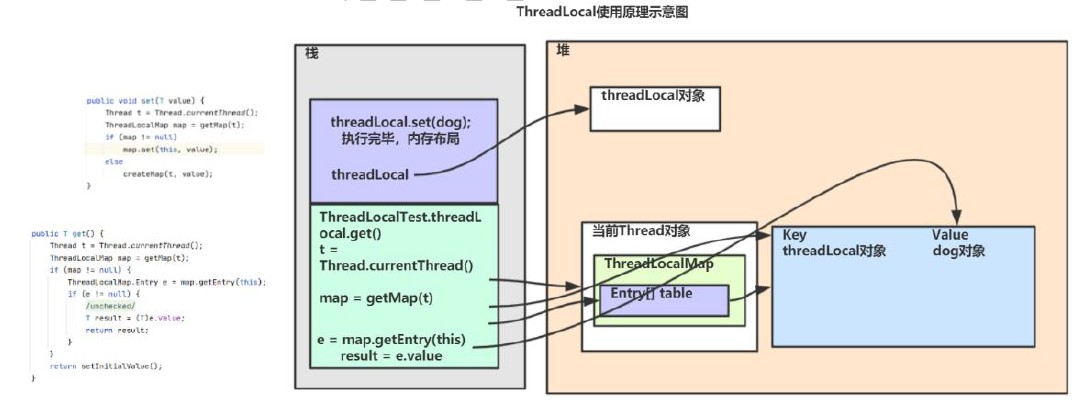 ThreadLocal使用原理示意图
public void set(T value) {
Thread t = Thread.currentThread();
ThreadLocalMap map = getMap(t);
if (map != null)
map.set(this, value);
else
createMap(t, value);
}
public T get() {
Thread t = Thread.currentThread();
ThreadLocalMap map = getMap(t);
if (map != null) {
ThreadLocalMap.Entry e = map.getEntry(this);
if (e != null) {
/unchecked/
T result = (T)e.value;
return result;
}
}
return setInitialValue();
}
栈
threadLocal.set(dog);
执行完毕，内存布局
threadLocal
ThreadLocalTest.threadL
ocal.get()
t =
Thread.currentThread()
map = getMap(t)
e = map.getEntry(this)
result = e.value
堆
threadLocal对象
当前Thread对象
ThreadLocalMap
Entry[] table
Key
threadLocal对象
Value
dog对象